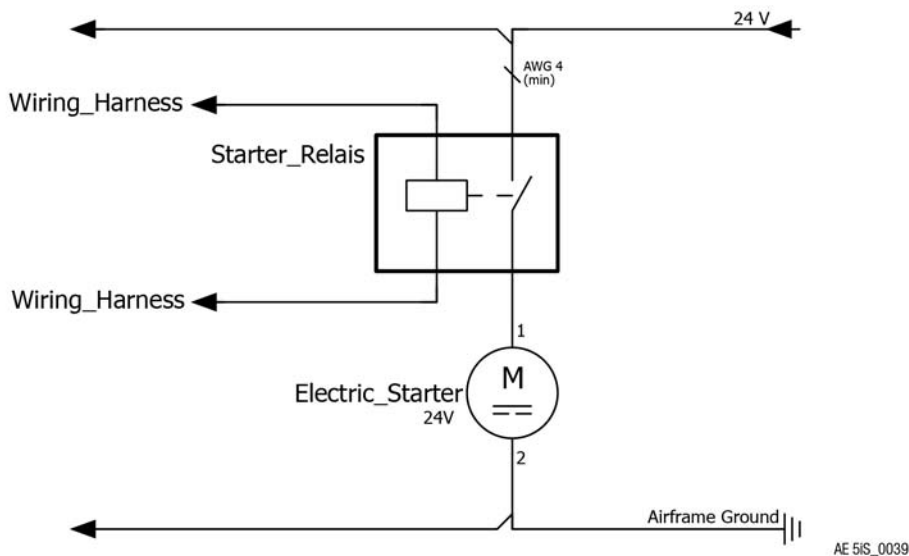 24 V
AWG 4
(min)
Wiring_Harness
Starter_Relais
Wiring_Harness
1
M
Electric_Starter
24V
2
Airframe Ground
AE 5iS_0039